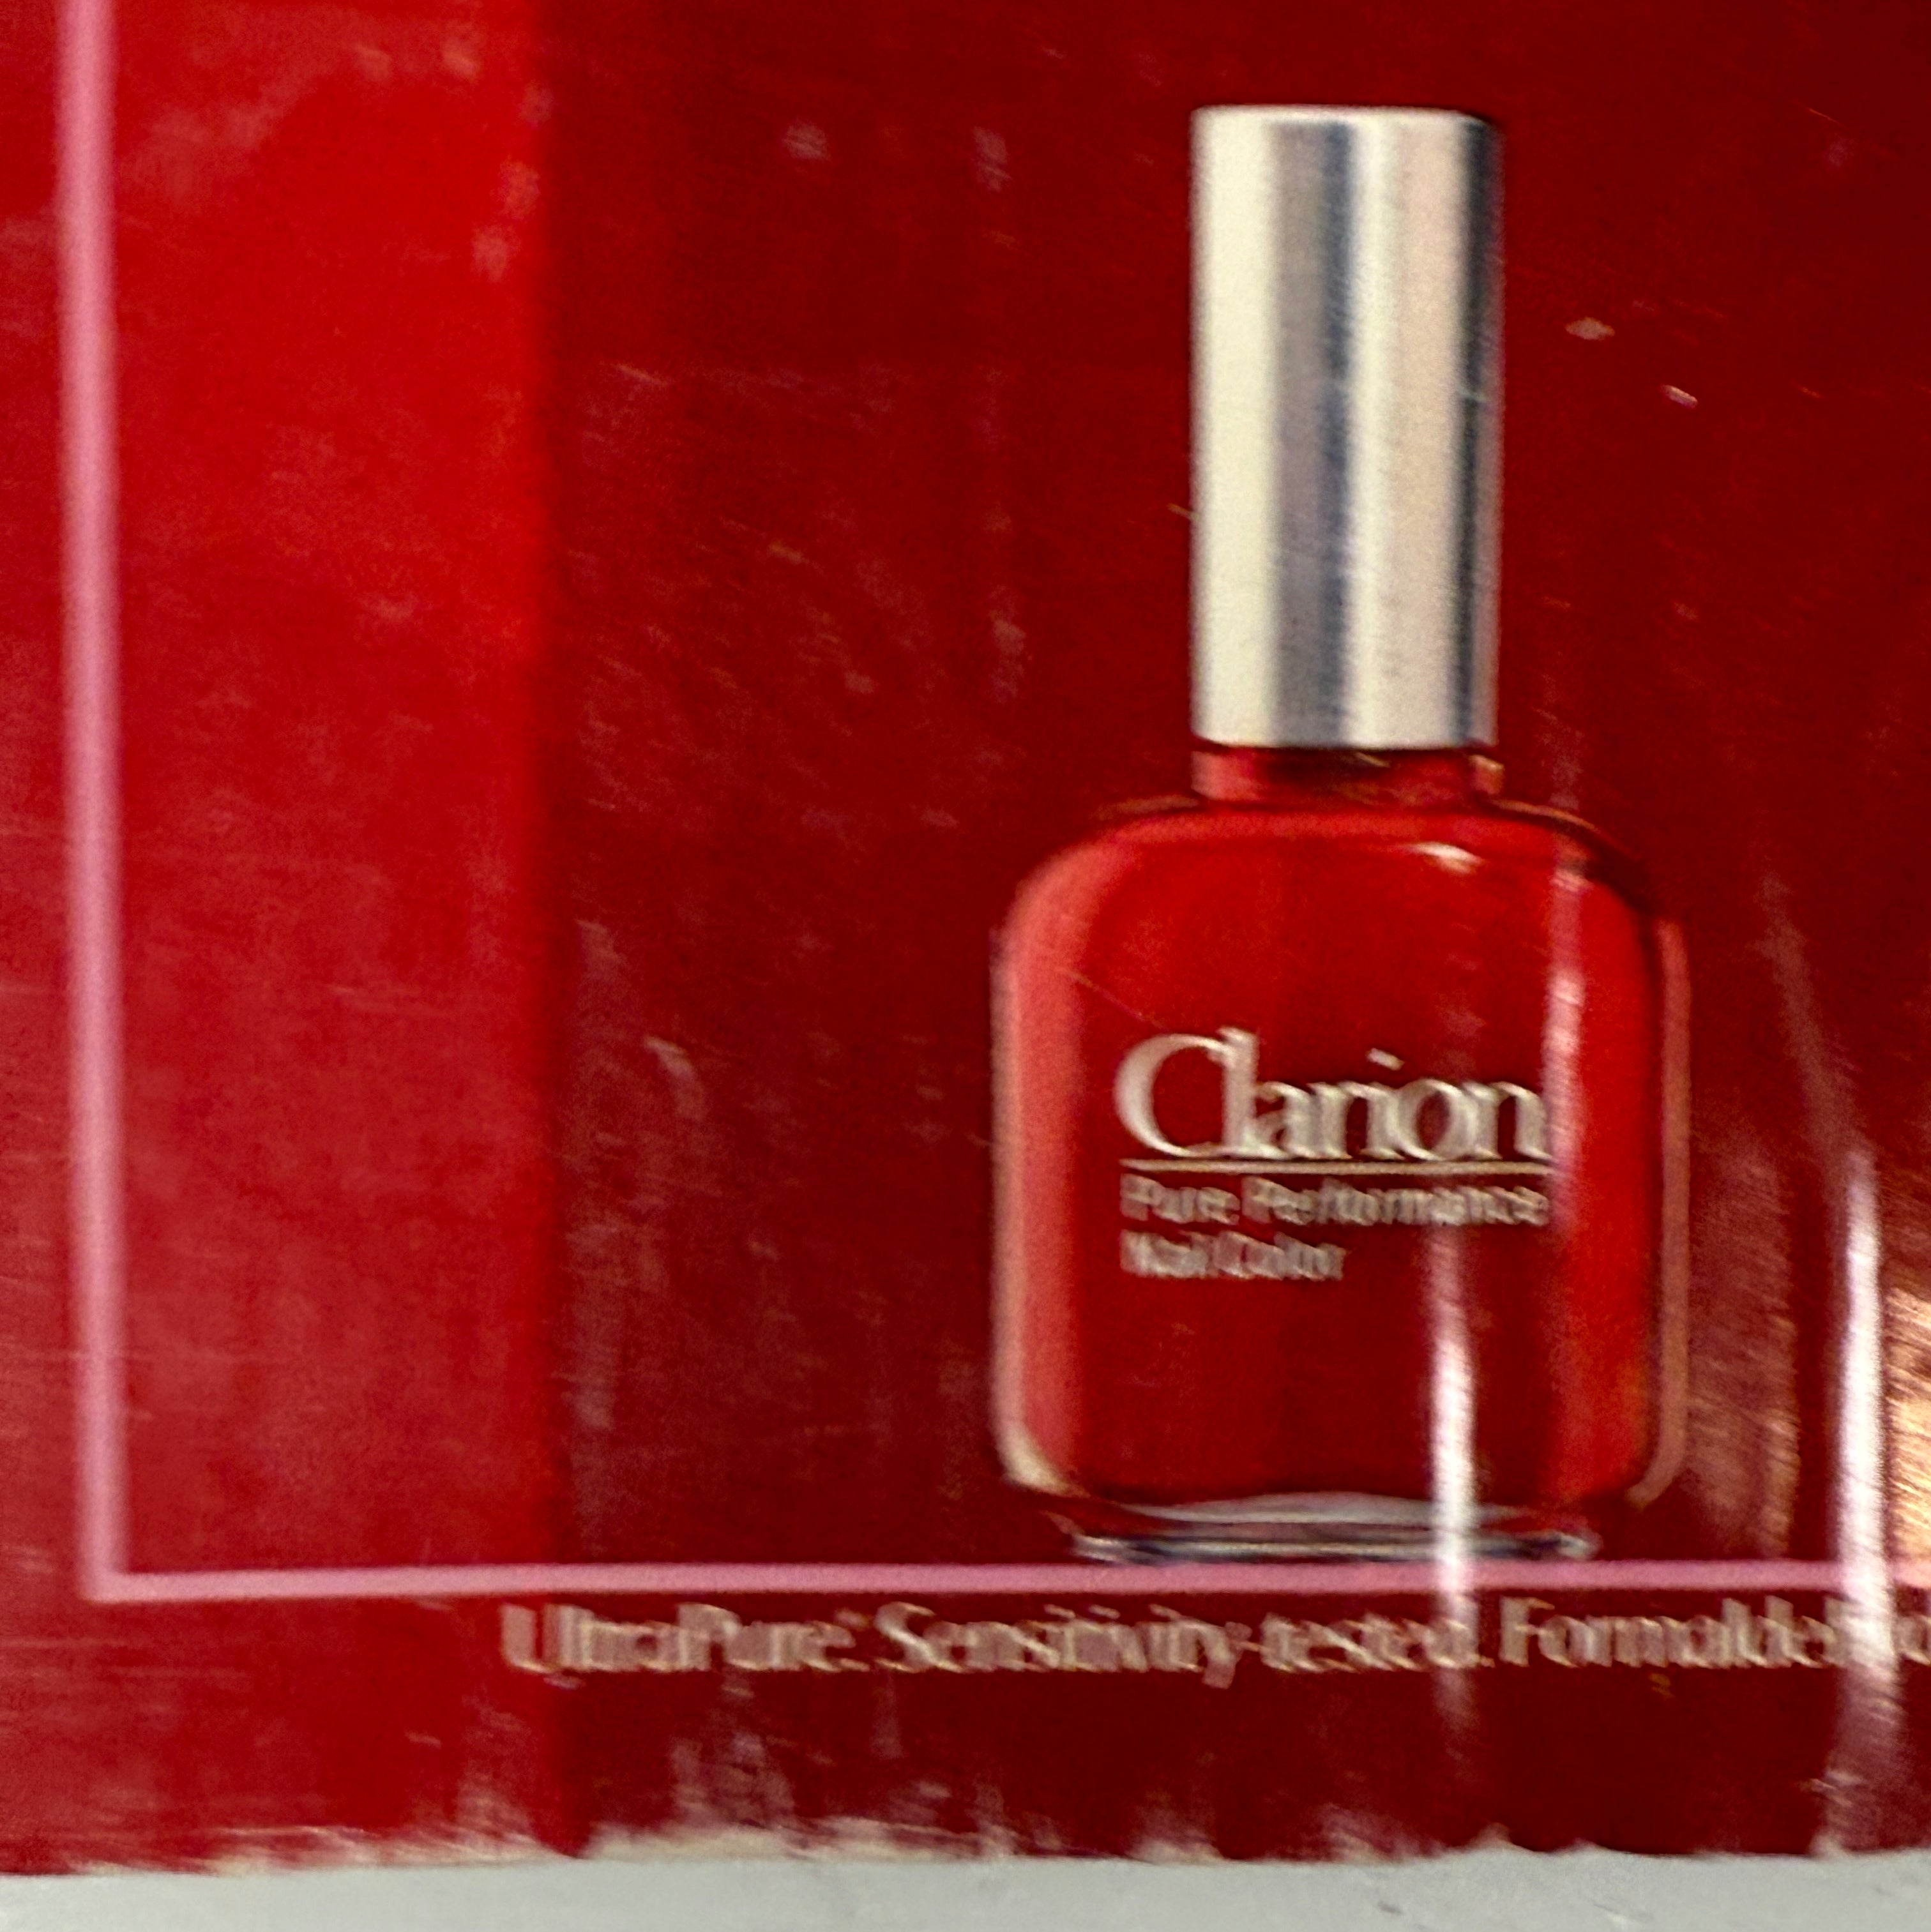 Clarion
Pure Performance
Nail Color
UltraPure. Sensitivity-tested.